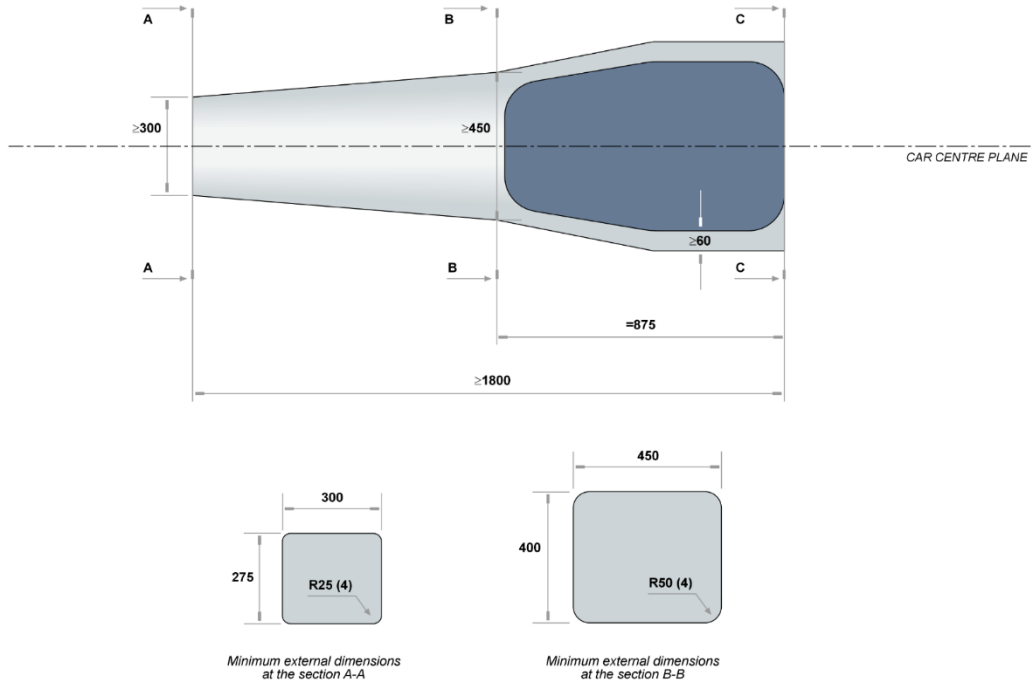 A
B
C
≥300
≥450
CAR CENTRE PLANE
≥60
A
B
C
=875
≥1800
300
450
275
R25 (4)
400
R50 (4)
Minimum external dimensions
at the section A-A
Minimum external dimensions
at the section B-B